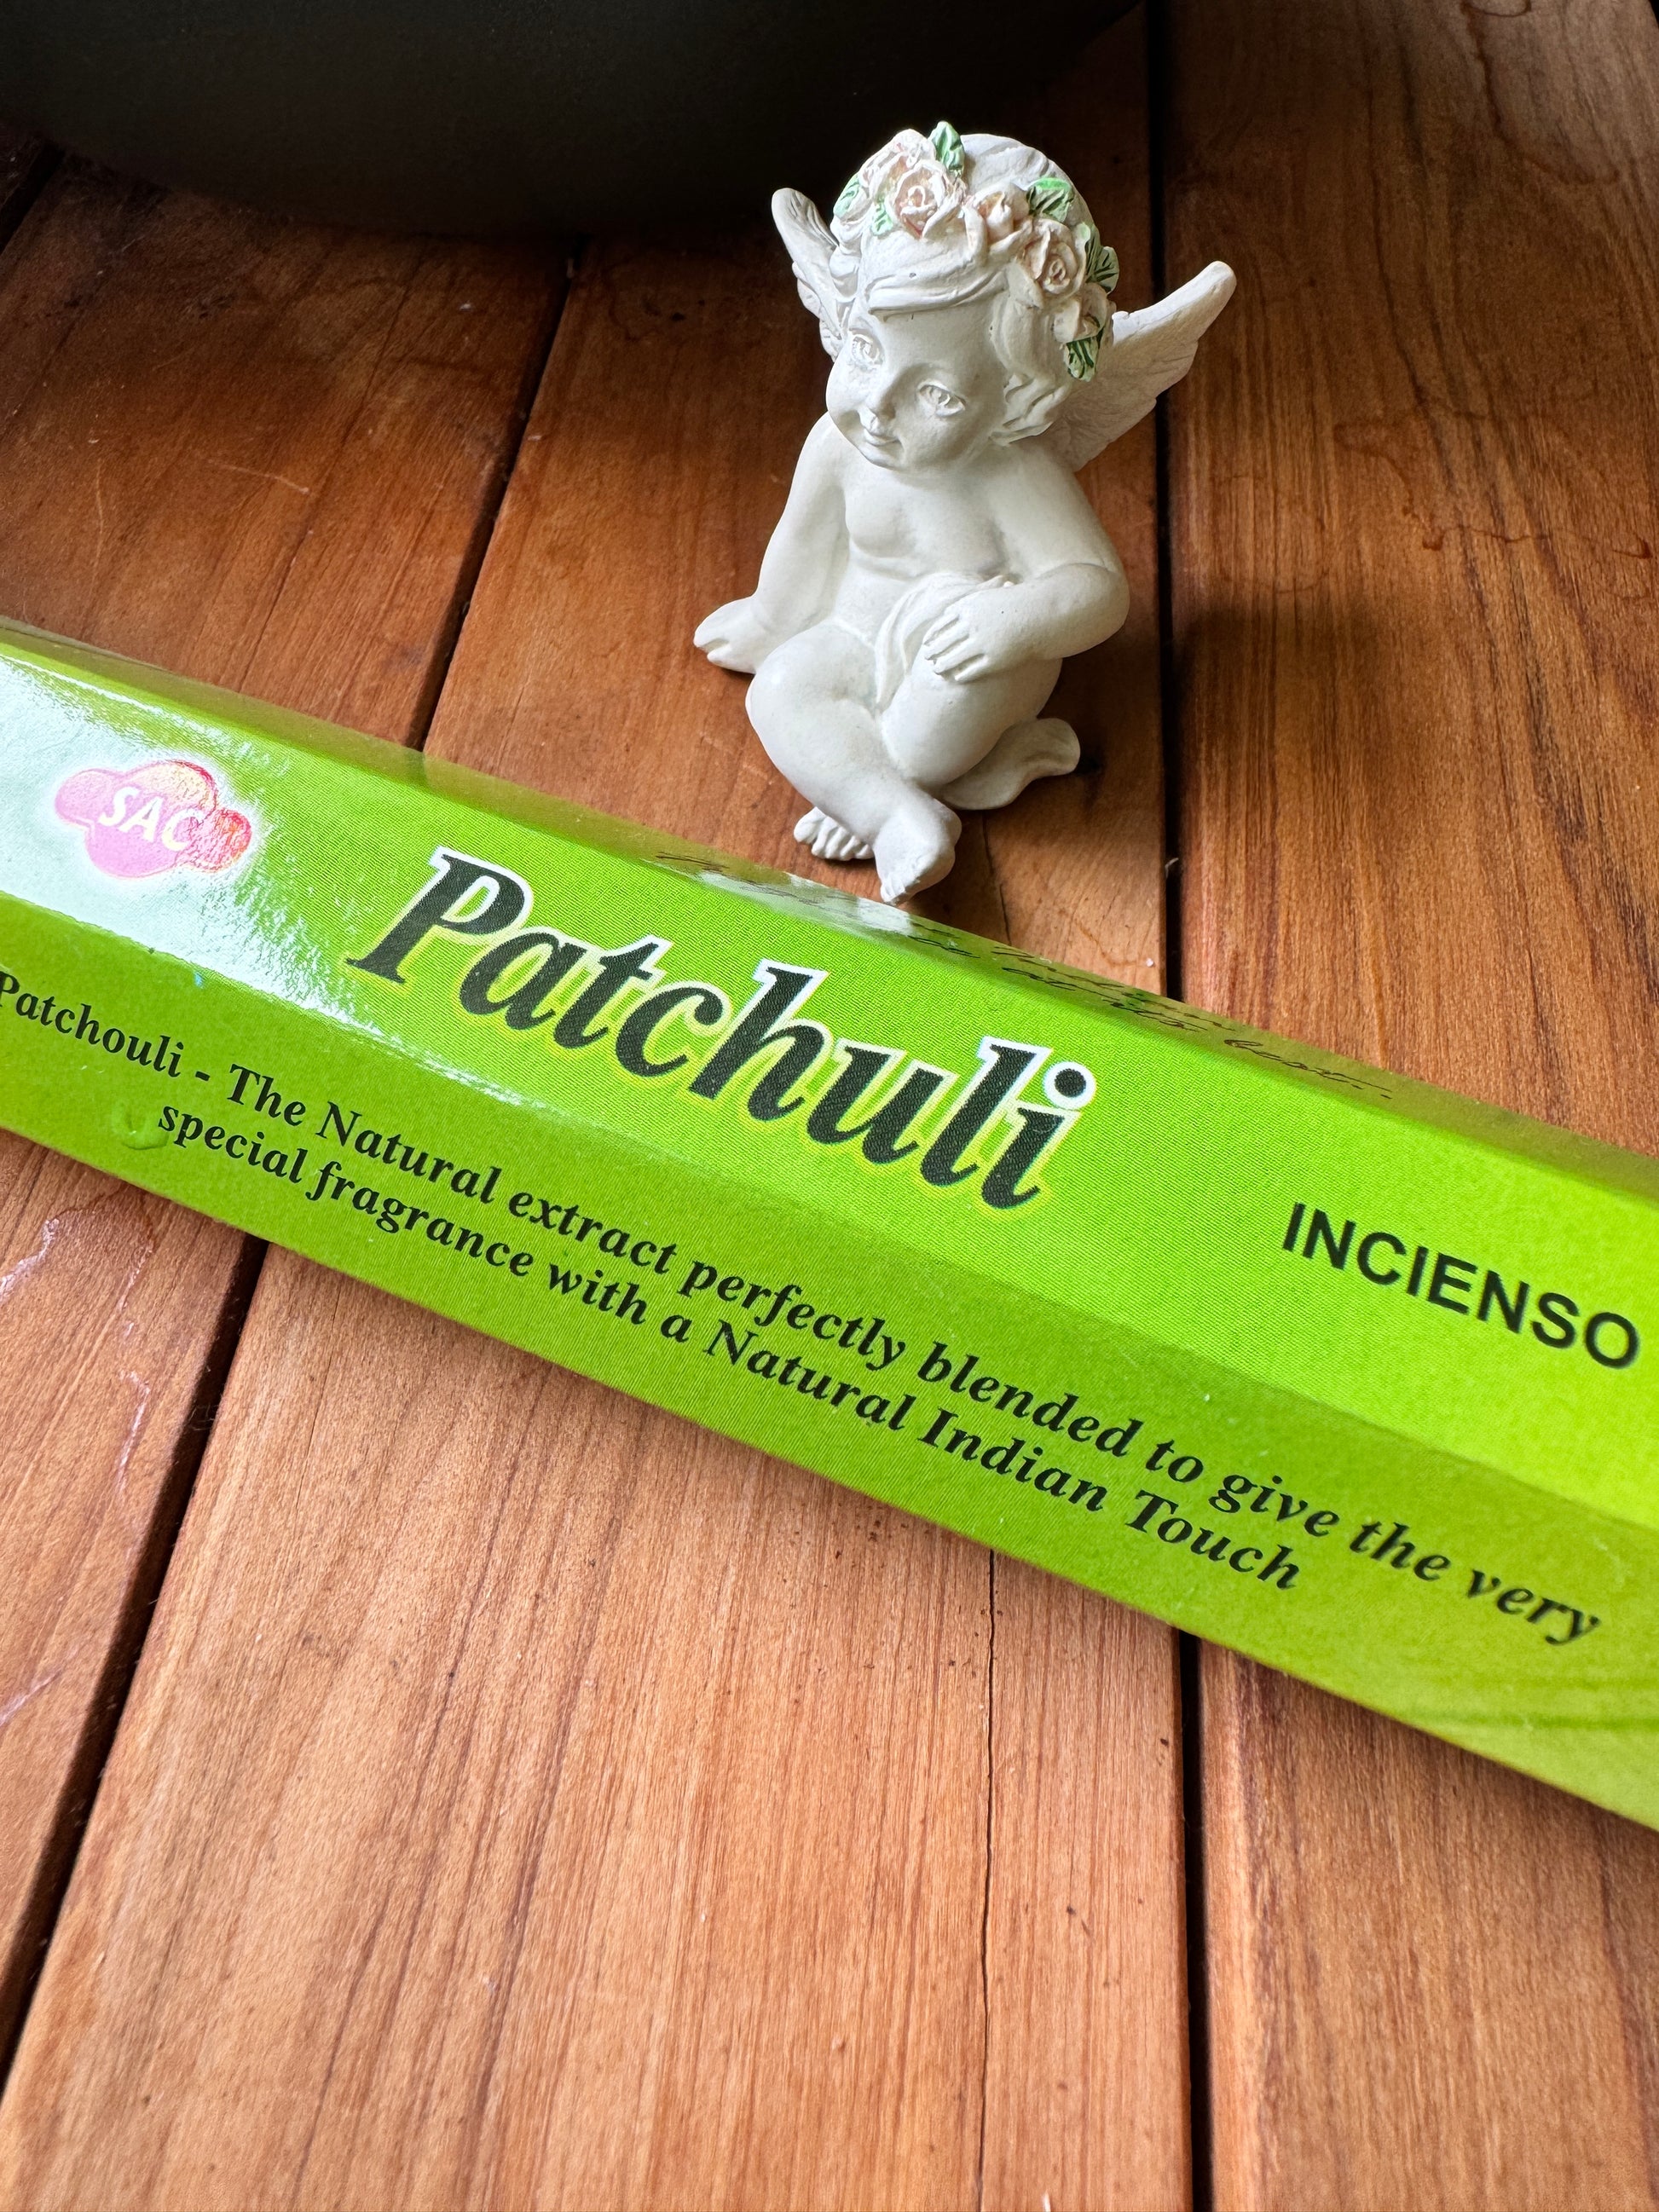 SAC
Patchuli
INCIENSO
Patchouli - The Natural extract perfectly blended to give the very
special fragrance with a Natural Indian Touch